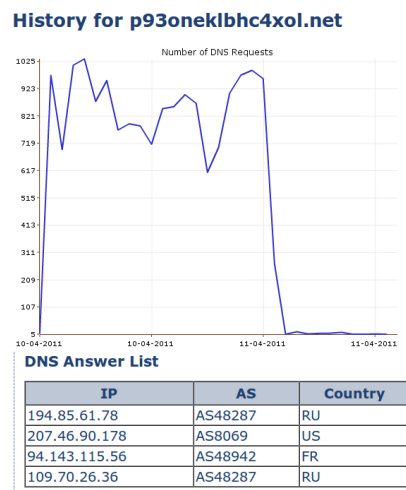 History for p93oneklbhc4xol.net
Number of DNS Requests
1025
923
821
719
617
515
413
311
209
107
5
10-04-2011 10-04-2011 11-04-2011 11-04-2011
DNS Answer List
IP AS Country
194.85.61.78 AS48287 RU
207.46.90.178 AS8069 US
94.143.115.56 AS48942 FR
109.70.26.36 AS48287 RU